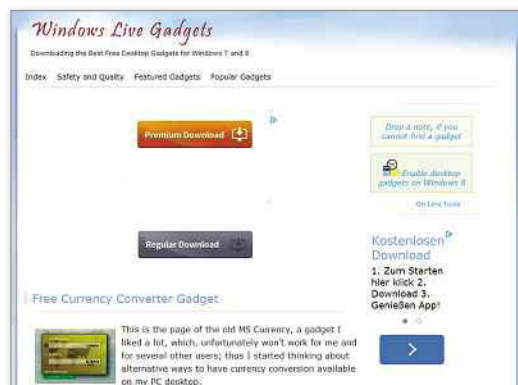 Windows Live Gadgets
Downloading the Best Free Desktop Gadgets for Windows 7 and 8
Index Safety and Quality Featured Gadgets Popular Gadgets
Premium Download
Regular Download
Drop a note, if you
cannot find a gadget
Enable desktop
gadgets on Windows 8
On Line Tools
Kostenlosen
Download
1. Zum Starten
hier klick 2.
Download 3.
Genießen App!
Free Currency Converter Gadget
This is the page of the old MS Currency, a gadget I
liked a lot, which, unfortunately won't work for me and
for several other users; thus I started thinking about
alternative ways to have currency conversion available
on my PC desktop.